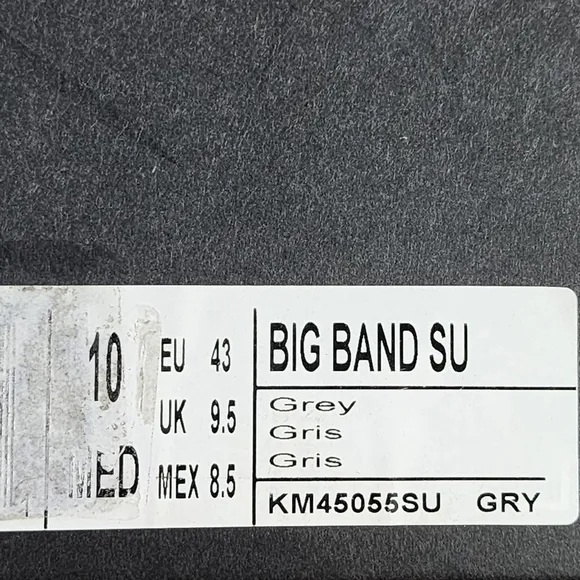 10
MED
EU 43
UK 9.5
MEX 8.5
BIG BAND SU
Grey
Gris
Gris
KM45055SU GRY